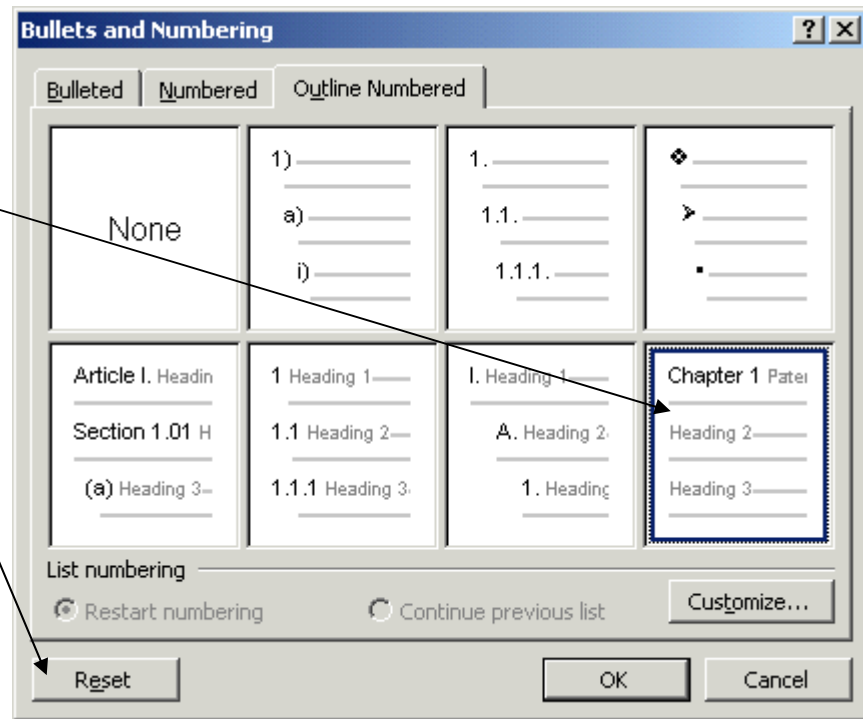 Bullets and Numbering
Bulleted Numbered Outline Numbered
None
1)
a)
i)
1.
1.1.
1.1.1.
Article I. Headin
Section 1.01 H
(a) Heading 3
1 Heading 1
1.1 Heading 2
1.1.1 Heading 3
I. Heading 1
A. Heading 2
1. Heading
Chapter 1 Pater
Heading 2
Heading 3
List numbering
Restart numbering Continue previous list Customize...
Reset OK Cancel